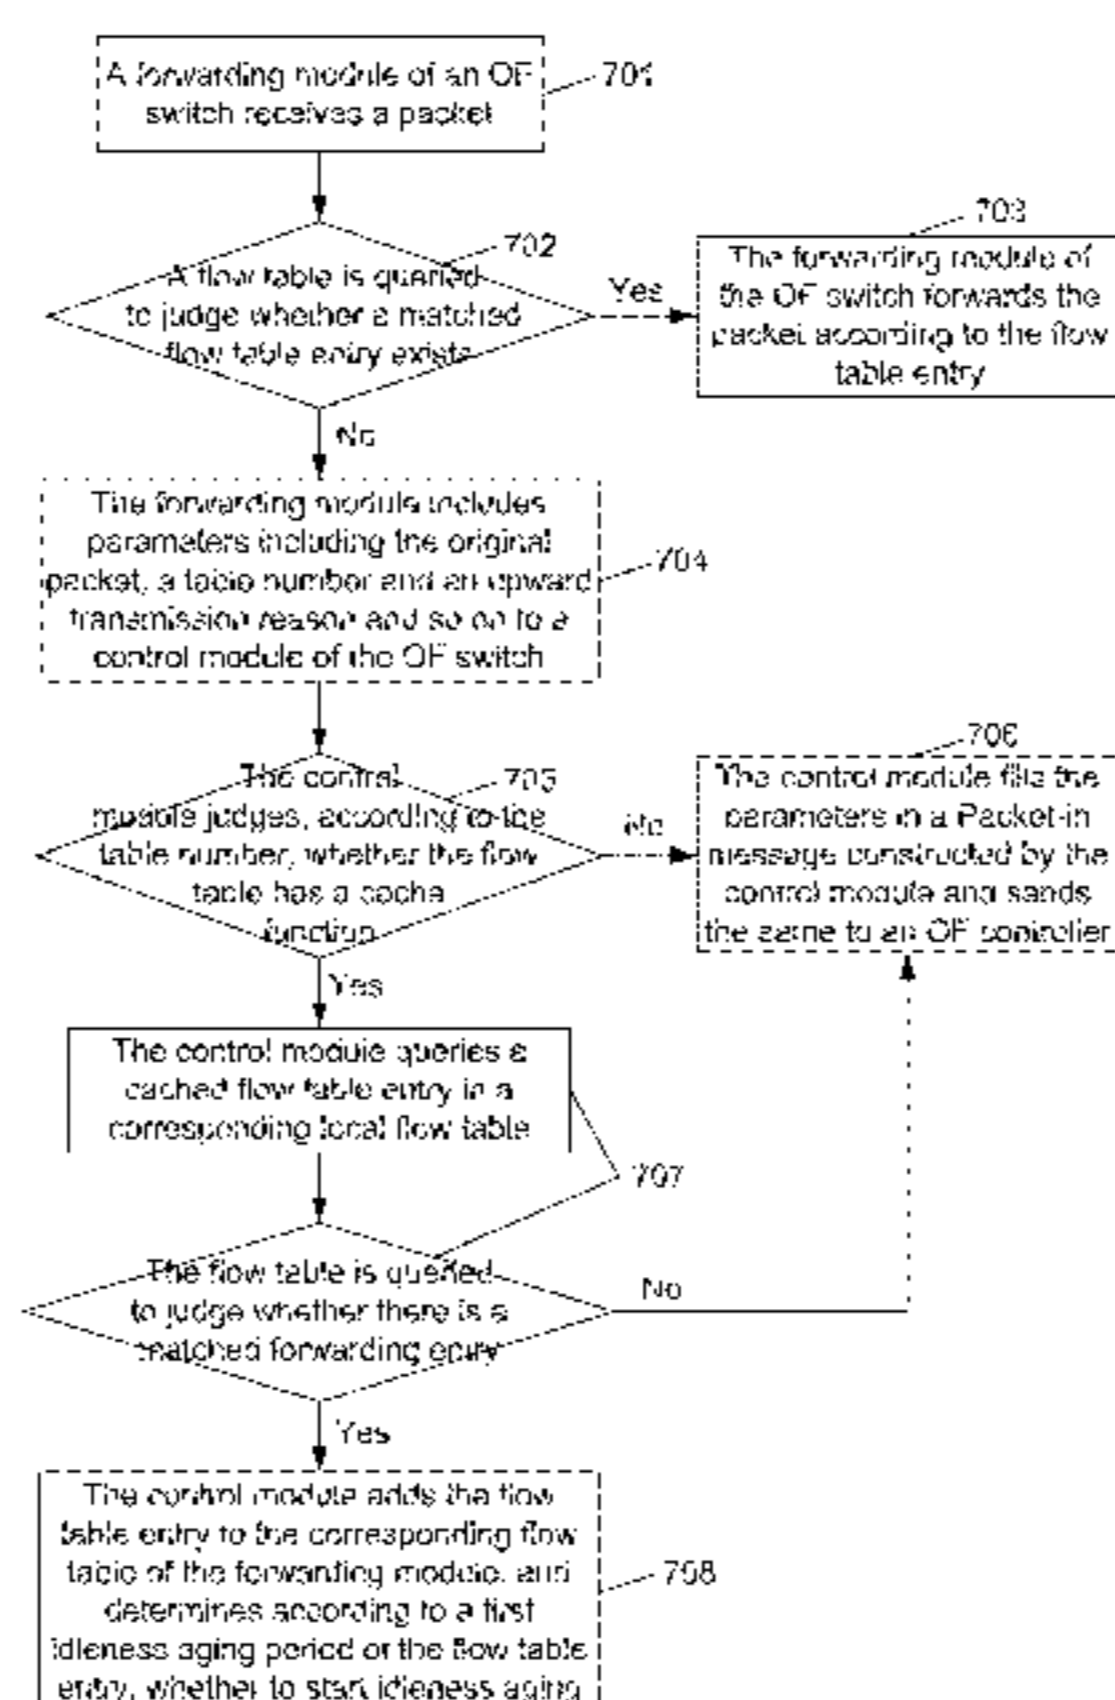 A forwarding module of an OF
switch receives a packet
701
702
A flow table is queried
to judge whether a matched
flow table entry exists
Yes
703
The forwarding module of
the OF switch forwards the
packet according to the flow
table entry
No
The forwarding module includes
parameters including the original
packet, a table number and an upward
transmission reason and so on to a
control module of the OF switch
704
705
The control
module judges, according to the
table number, whether the flow
table has a cache
function
No
706
The control module fills the
parameters in a Packet-in
message constructed by the
control module and sends
the same to an OF controller
Yes
The control module queries a
cached flow table entry in a
corresponding local flow table
707
The flow table is queried
to judge whether there is a
matched forwarding entry
No
Yes
The control module adds the flow
table entry to the corresponding flow
table of the forwarding module, and
determines according to a first
idleness aging period of the flow table
entry, whether to start idleness aging
708